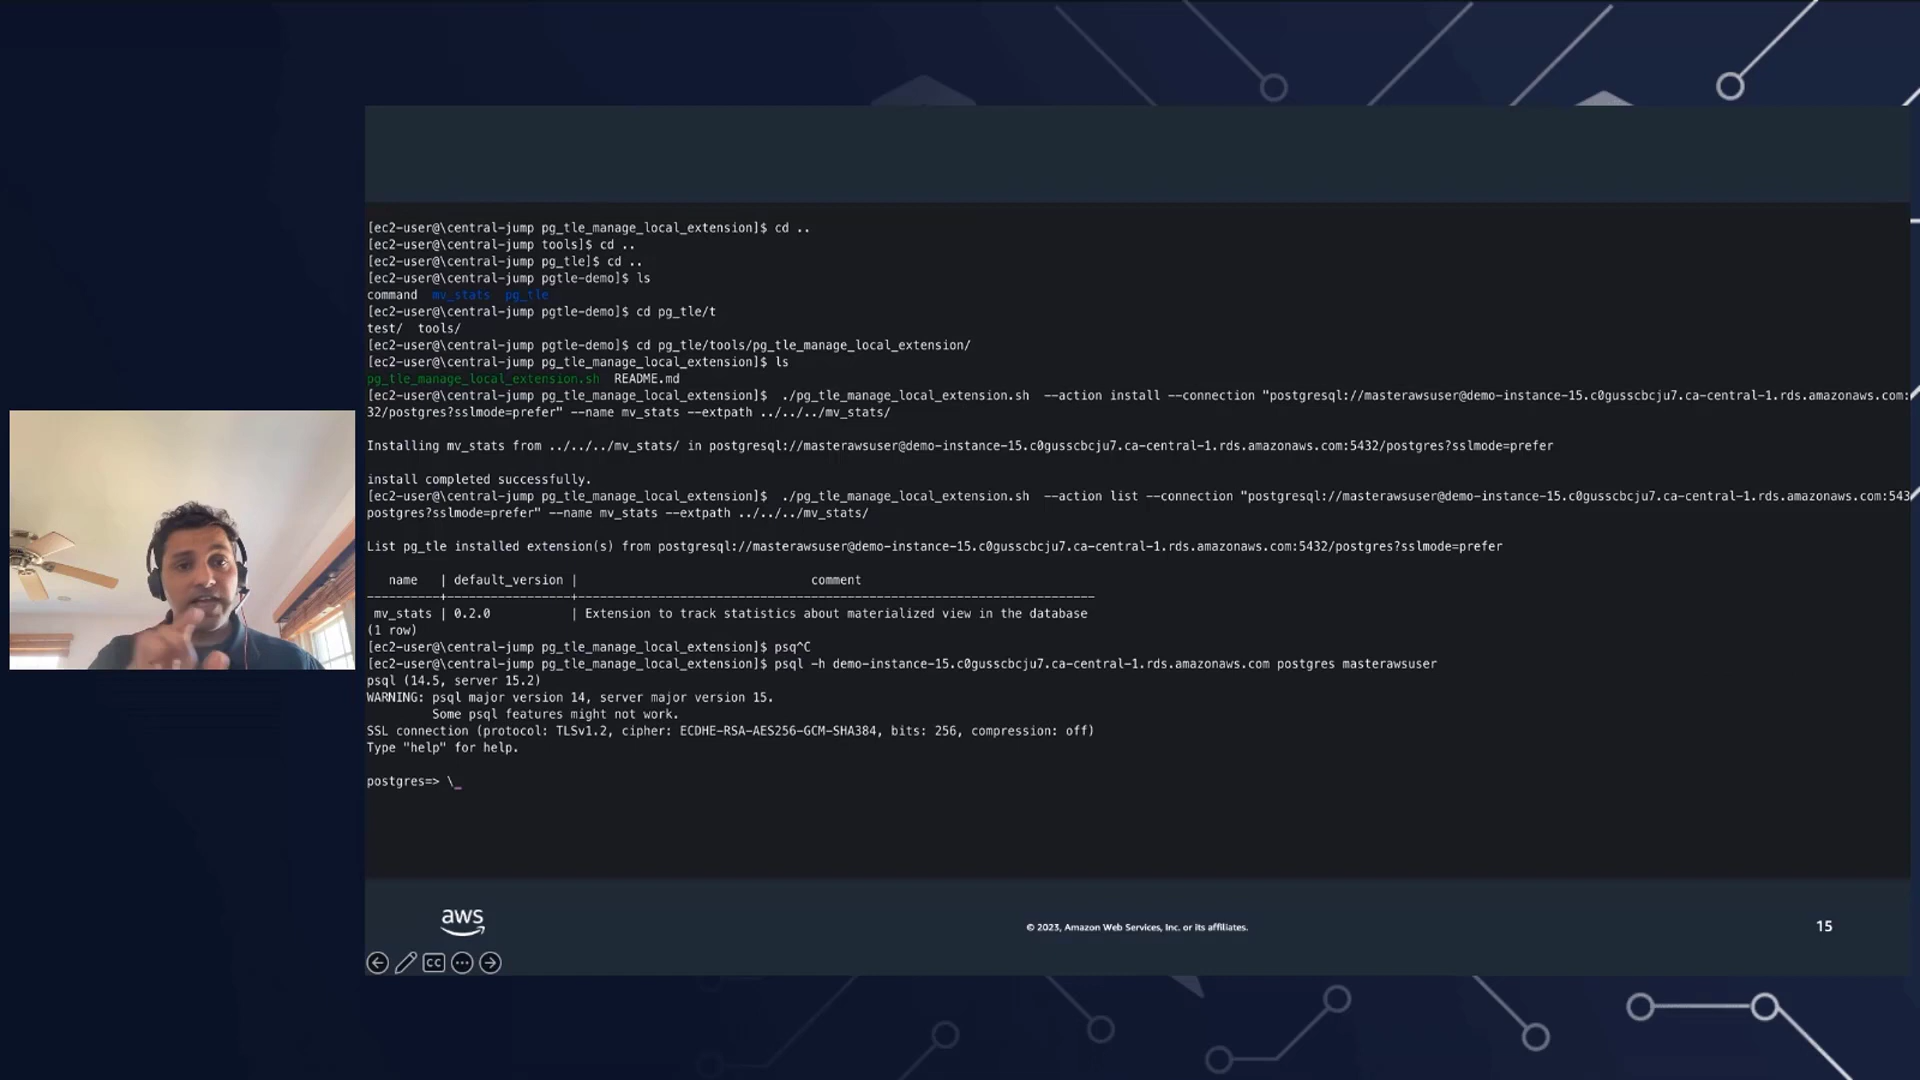 [ec2-user@\central-jump pg_tle_manage_local_extension]$ cd ..
[ec2-user@\central-jump tools]$ cd ..
[ec2-user@\central-jump pg_tle]$ cd ..
[ec2-user@\central-jump pgtle-demo]$ ls
command  mv_stats  pg_tle
[ec2-user@\central-jump pgtle-demo]$ cd pg_tle/t
test/  tools/
[ec2-user@\central-jump pgtle-demo]$ cd pg_tle/tools/pg_tle_manage_local_extension/
[ec2-user@\central-jump pg_tle_manage_local_extension]$ ls
pg_tle_manage_local_extension.sh  README.md
[ec2-user@\central-jump pg_tle_manage_local_extension]$  ./pg_tle_manage_local_extension.sh  --action install --connection "postgresql://masterawsuser@demo-instance-15.c0gusscbcju7.ca-central-1.rds.amazonaws.com:
32/postgres?sslmode=prefer" --name mv_stats --extpath ../../../mv_stats/
Installing mv_stats from ../../../mv_stats/ in postgresql://masterawsuser@demo-instance-15.c0gusscbcju7.ca-central-1.rds.amazonaws.com:5432/postgres?sslmode=prefer
install completed successfully.
[ec2-user@\central-jump pg_tle_manage_local_extension]$  ./pg_tle_manage_local_extension.sh  --action list --connection "postgresql://masterawsuser@demo-instance-15.c0gusscbcju7.ca-central-1.rds.amazonaws.com:543
postgres?sslmode=prefer" --name mv_stats --extpath ../../../mv_stats/
List pg_tle installed extension(s) from postgresql://masterawsuser@demo-instance-15.c0gusscbcju7.ca-central-1.rds.amazonaws.com:5432/postgres?sslmode=prefer
name | default_version | comment
----------+-----------------+---------------------------------------------------------------------
mv_stats | 0.2.0 | Extension to track statistics about materialized view in the database
(1 row)
[ec2-user@\central-jump pg_tle_manage_local_extension]$ psq^C
[ec2-user@\central-jump pg_tle_manage_local_extension]$ psql -h demo-instance-15.c0gusscbcju7.ca-central-1.rds.amazonaws.com postgres masterawsuser
psql (14.5, server 15.2)
WARNING: psql major version 14, server major version 15.
Some psql features might not work.
SSL connection (protocol: TLSv1.2, cipher: ECDHE-RSA-AES256-GCM-SHA384, bits: 256, compression: off)
Type "help" for help.
postgres=> \_
aws
© 2023, Amazon Web Services, Inc. or its affiliates.
15
CC